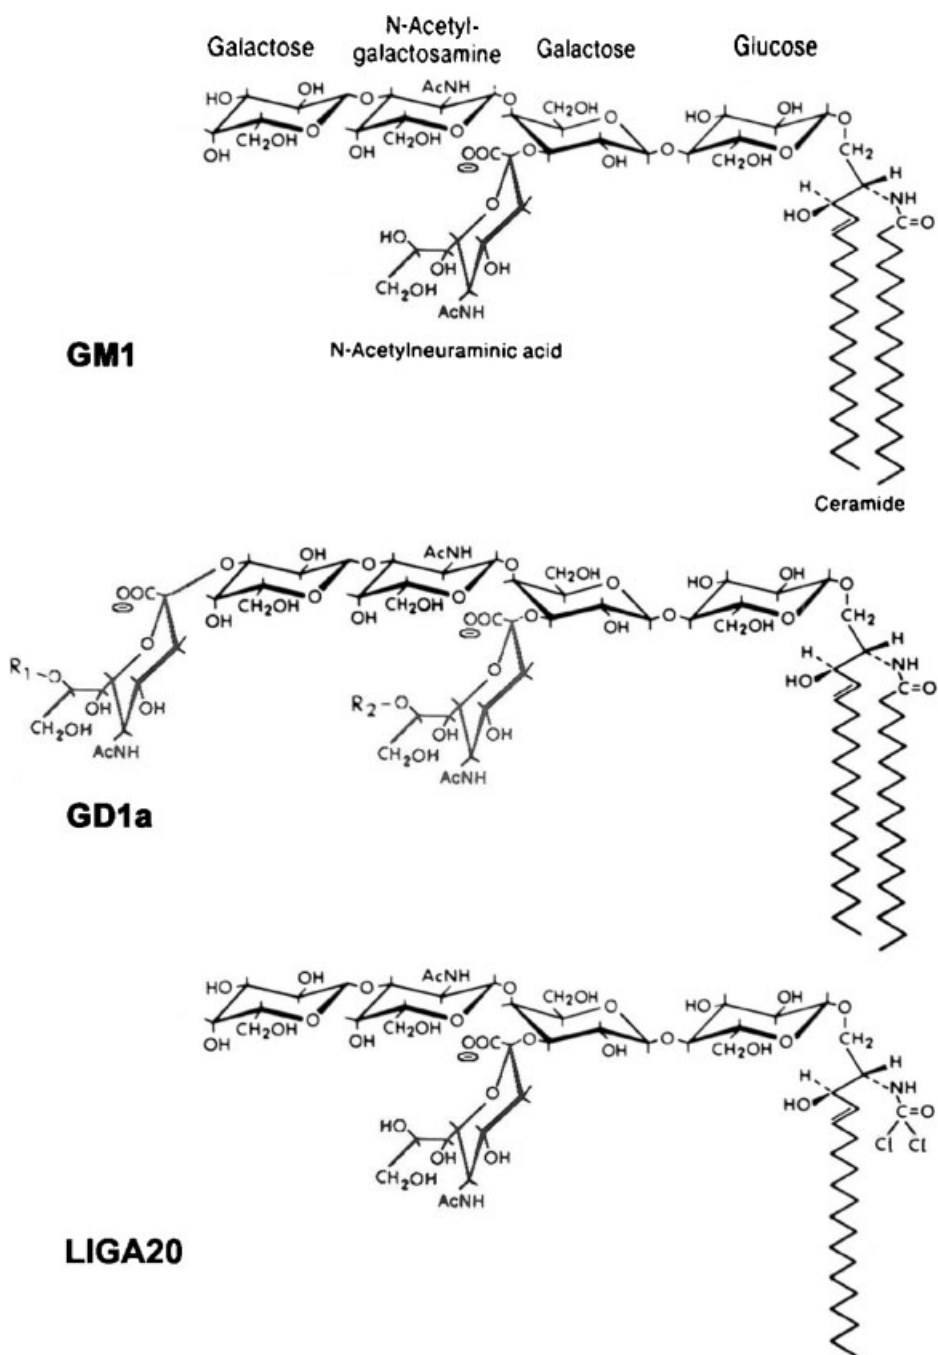 N-Acetyl-
Galactose galactosamine Galactose Glucose
HO OH O AcNH O CH₂OH O HO OH O
OH CH₂OH O OH CH₂OH O ⊖OOC O OH O CH₂OH O CH₂
H H
HO O HO NH
OH OH C=O
CH₂OH
AcNH
GM1 N-Acetylneuraminic acid
Ceramide
O OH O AcNH O CH₂OH O HO OH O
⊖OOC OH CH₂OH O OH CH₂OH O ⊖OOC O OH O CH₂OH O CH₂
O O H H
R₁-O R₂-O HO NH
OH OH OH OH C=O
CH₂OH CH₂OH
AcNH AcNH
GD1a
HO OH O AcNH O CH₂OH O HO OH O
OH CH₂OH O OH CH₂OH O ⊖OOC O OH O CH₂OH O CH₂
O H H
HO HO NH
OH OH C=O
CH₂OH Cl Cl
AcNH
LIGA20